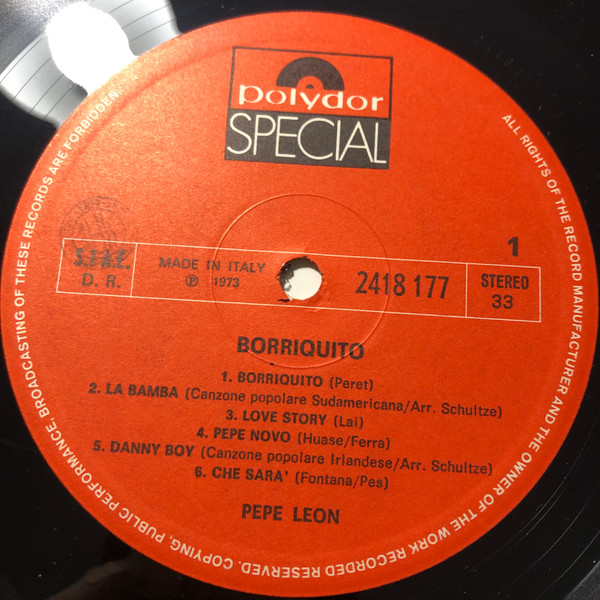 polydor
SPECIAL
1
S.I.A.E.
D. R.
MADE IN ITALY
℗ 1973
2418 177
STEREO
33
BORRIQUITO
1. BORRIQUITO (Peret)
2. LA BAMBA (Canzone popolare Sudamericana/Arr. Schultze)
3. LOVE STORY (Lai)
4. PEPE NOVO (Huase/Ferra)
5. DANNY BOY (Canzone popolare Irlandese/Arr. Schultze)
6. CHE SARA' (Fontana/Pes)
PEPE LEON
ALL RIGHTS OF THE RECORD MANUFACTURER AND THE OWNER OF THE WORK RECORDED RESERVED. COPYING, PUBLIC PERFORMANCE, BROADCASTING OF THESE RECORDS ARE FORBIDDEN.